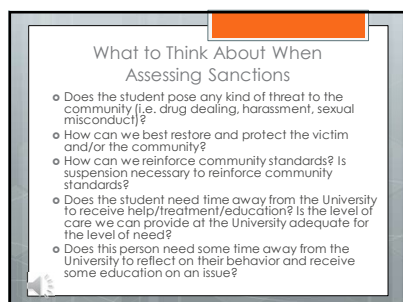 What to Think About When
Assessing Sanctions
Does the student pose any kind of threat to the
community (i.e. drug dealing, harassment, sexual
misconduct)?
How can we best restore and protect the victim
and/or the community?
How can we reinforce community standards? Is
suspension necessary to reinforce community
standards?
Does the student need time away from the University
to receive help/treatment/education? Is the level of
care we can provide at the University adequate for
the level of need?
Does this person need some time away from the
University to reflect on their behavior and receive
some education on an issue?